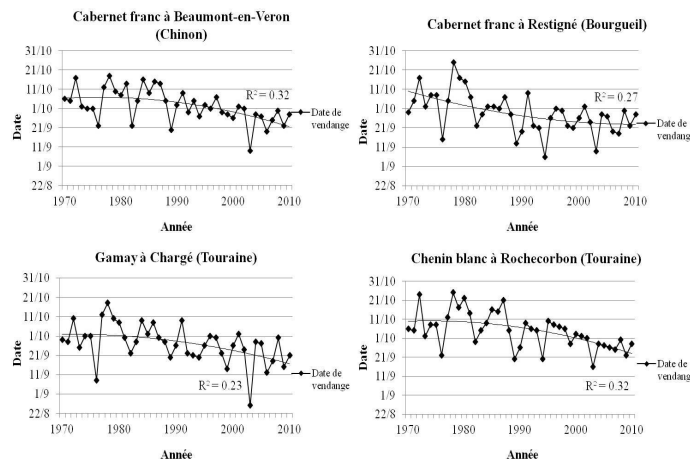 Cabernet franc à Beaumont-en-Veron
(Chinon)
31/10
21/10
11/10
1/10
21/9
11/9
1/9
22/8
Date
R² = 0.32
Date de
vendange
1970
1980
1990
2000
2010
Année
Cabernet franc à Restigné (Bourgueil)
31/10
21/10
11/10
1/10
21/9
11/9
1/9
22/8
Date
R² = 0.27
Date de
vendange
1970
1980
1990
2000
2010
Année
Gamay à Chargé (Touraine)
31/10
21/10
11/10
1/10
21/9
11/9
1/9
22/8
Date
R² = 0.23
Date de
vendange
1970
1980
1990
2000
2010
Année
Chenin blanc à Rochecorbon (Touraine)
31/10
21/10
11/10
1/10
21/9
11/9
1/9
22/8
Date
R² = 0.32
Date de
vendange
1970
1980
1990
2000
2010
Année